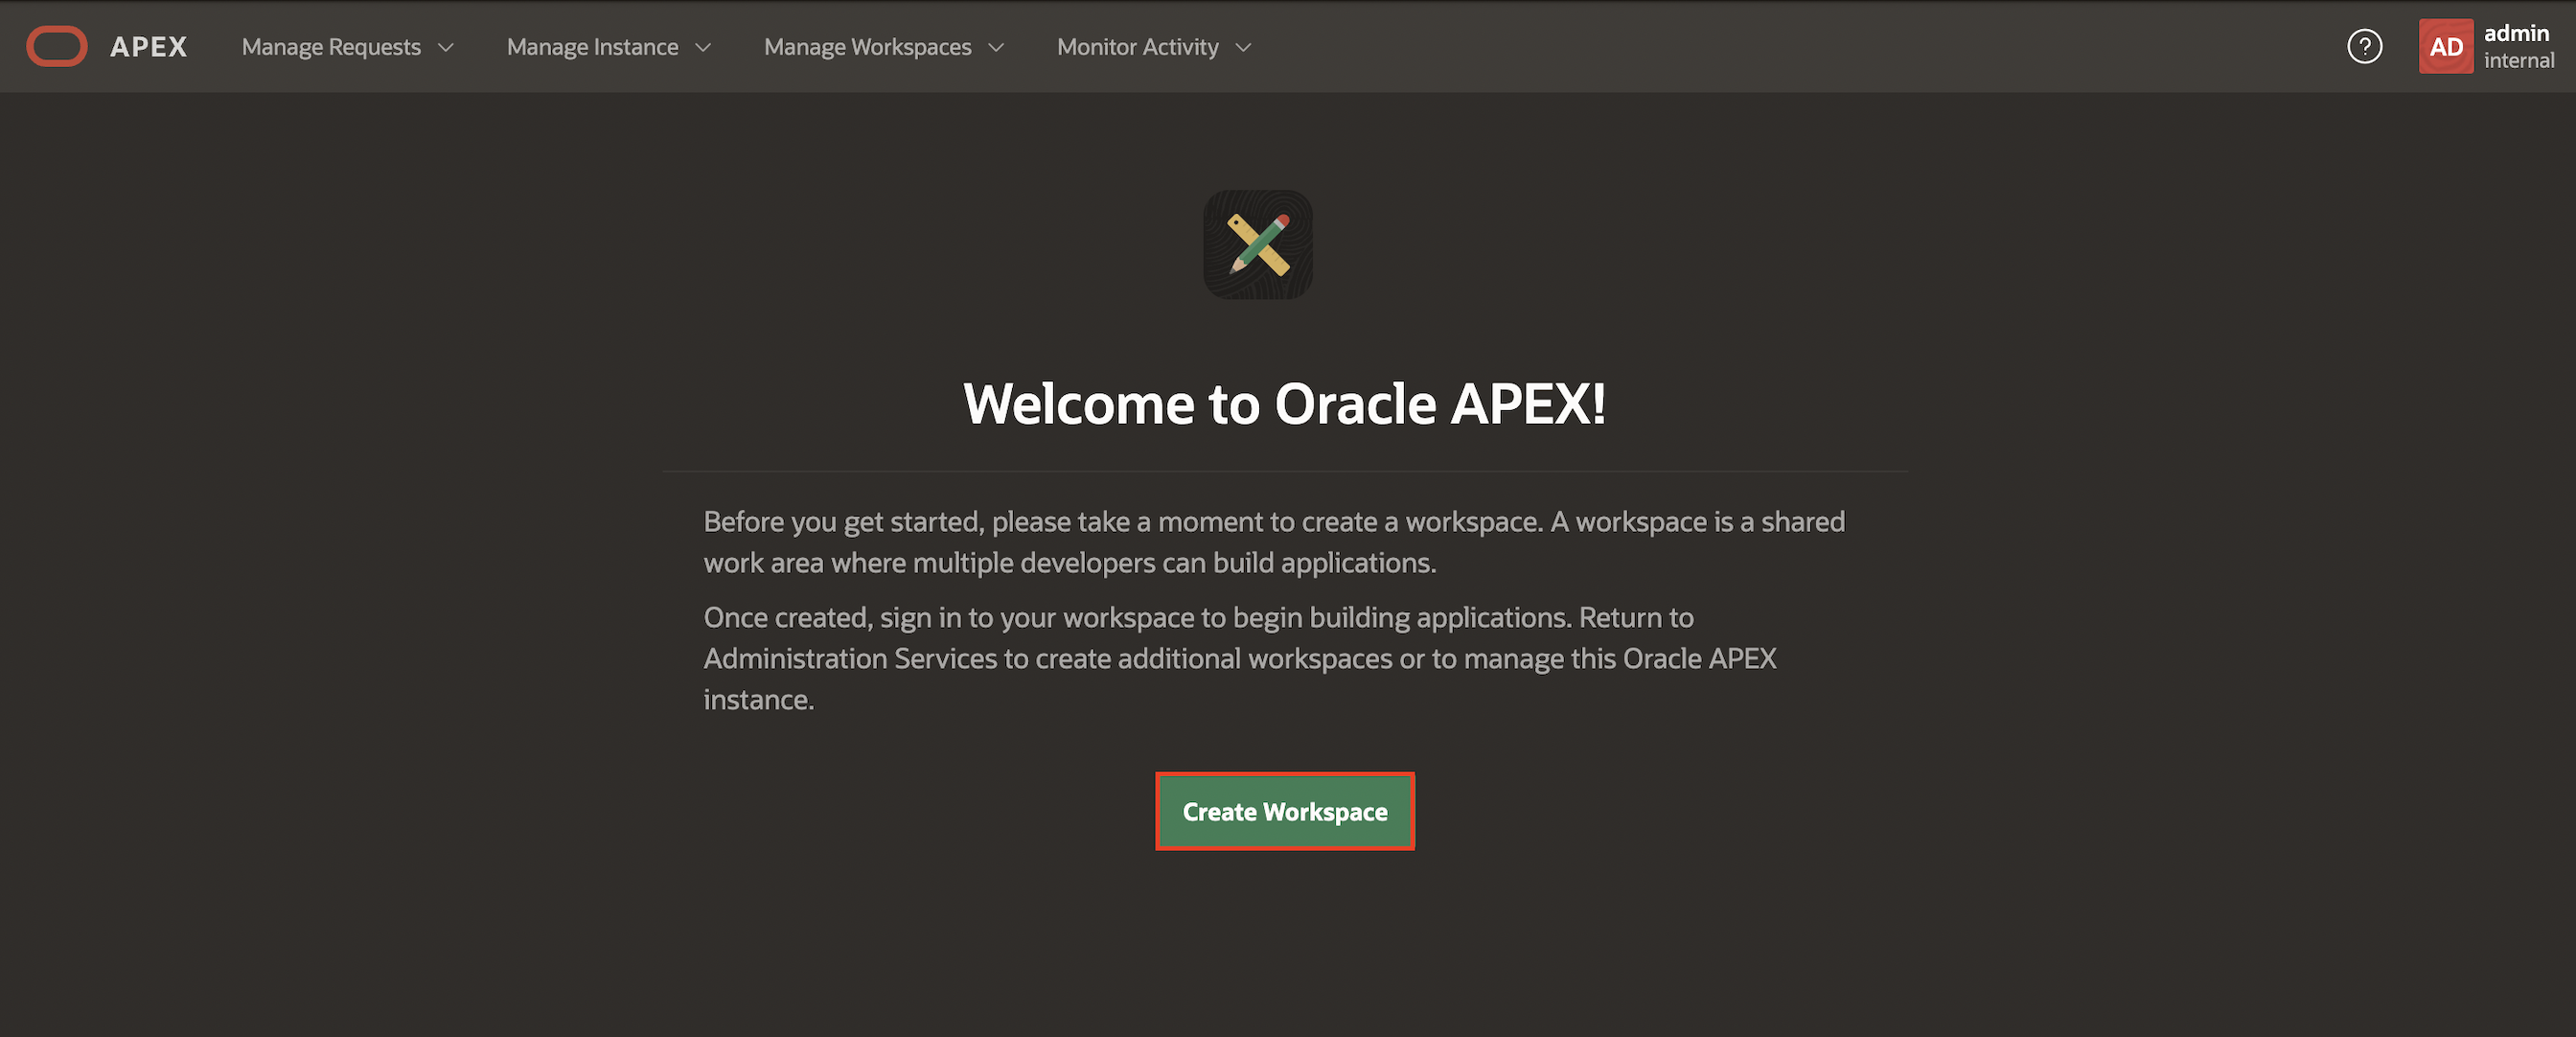 APEX Manage Requests Manage Instance Manage Workspaces Monitor Activity ? AD admin
internal
Welcome to Oracle APEX!
Before you get started, please take a moment to create a workspace. A workspace is a shared
work area where multiple developers can build applications.
Once created, sign in to your workspace to begin building applications. Return to
Administration Services to create additional workspaces or to manage this Oracle APEX
instance.
Create Workspace